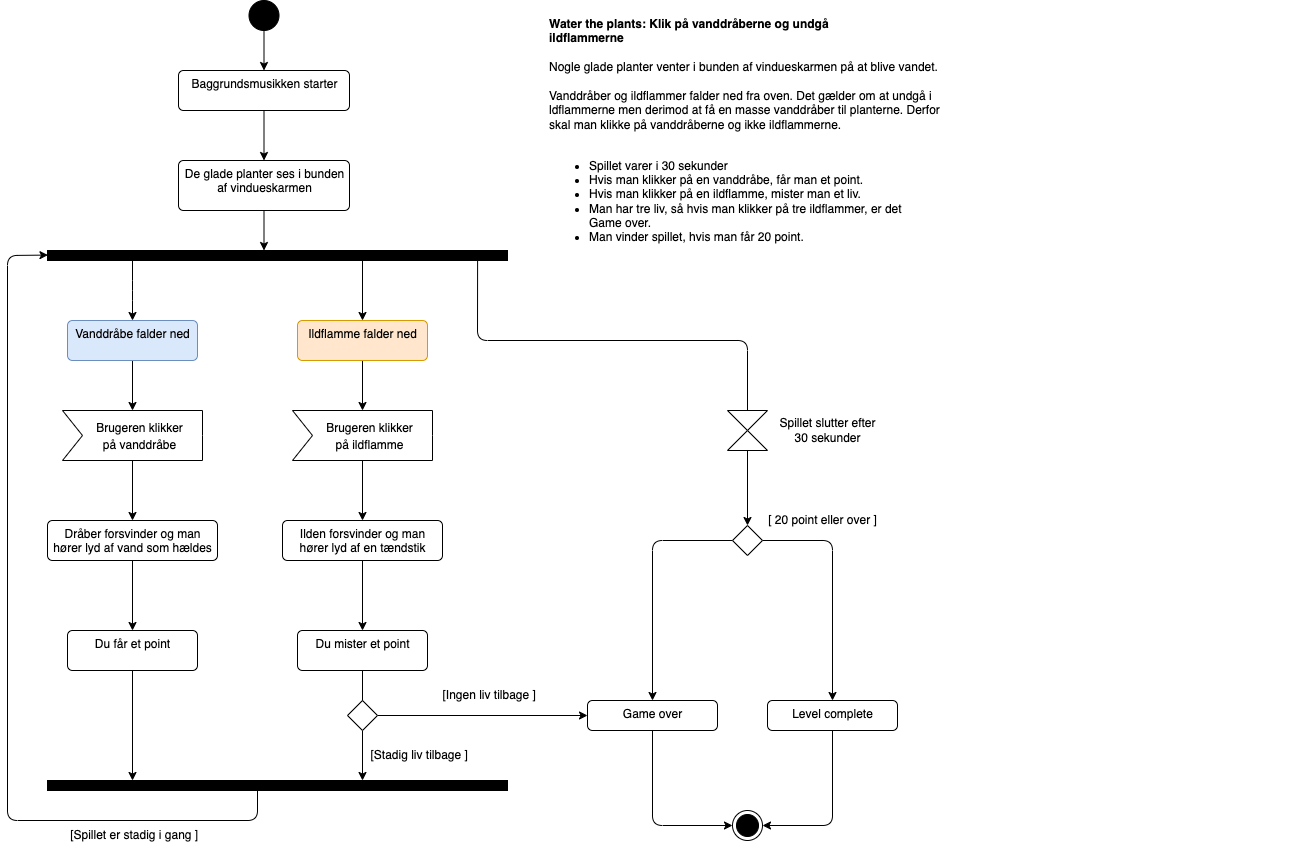 Water the plants: Klik på vanddråberne og undgå
ildflammerne
Nogle glade planter venter i bunden af vindueskarmen på at blive vandet.
Vanddråber og ildflammer falder ned fra oven. Det gælder om at undgå i
ldflammerne men derimod at få en masse vanddråber til planterne. Derfor
skal man klikke på vanddråberne og ikke ildflammerne.
• Spillet varer i 30 sekunder
• Hvis man klikker på en vanddråbe, får man et point.
• Hvis man klikker på en ildflamme, mister man et liv.
• Man har tre liv, så hvis man klikker på tre ildflammer, er det
Game over.
• Man vinder spillet, hvis man får 20 point.
Baggrundsmusikken starter
De glade planter ses i bunden
af vindueskarmen
Vanddråbe falder ned
Ildflamme falder ned
Brugeren klikker
på vanddråbe
Brugeren klikker
på ildflamme
Spillet slutter efter
30 sekunder
Dråber forsvinder og man
hører lyd af vand som hældes
Ilden forsvinder og man
hører lyd af en tændstik
[ 20 point eller over ]
Du får et point
Du mister et point
[Ingen liv tilbage ]
Game over
Level complete
[Stadig liv tilbage ]
[Spillet er stadig i gang ]